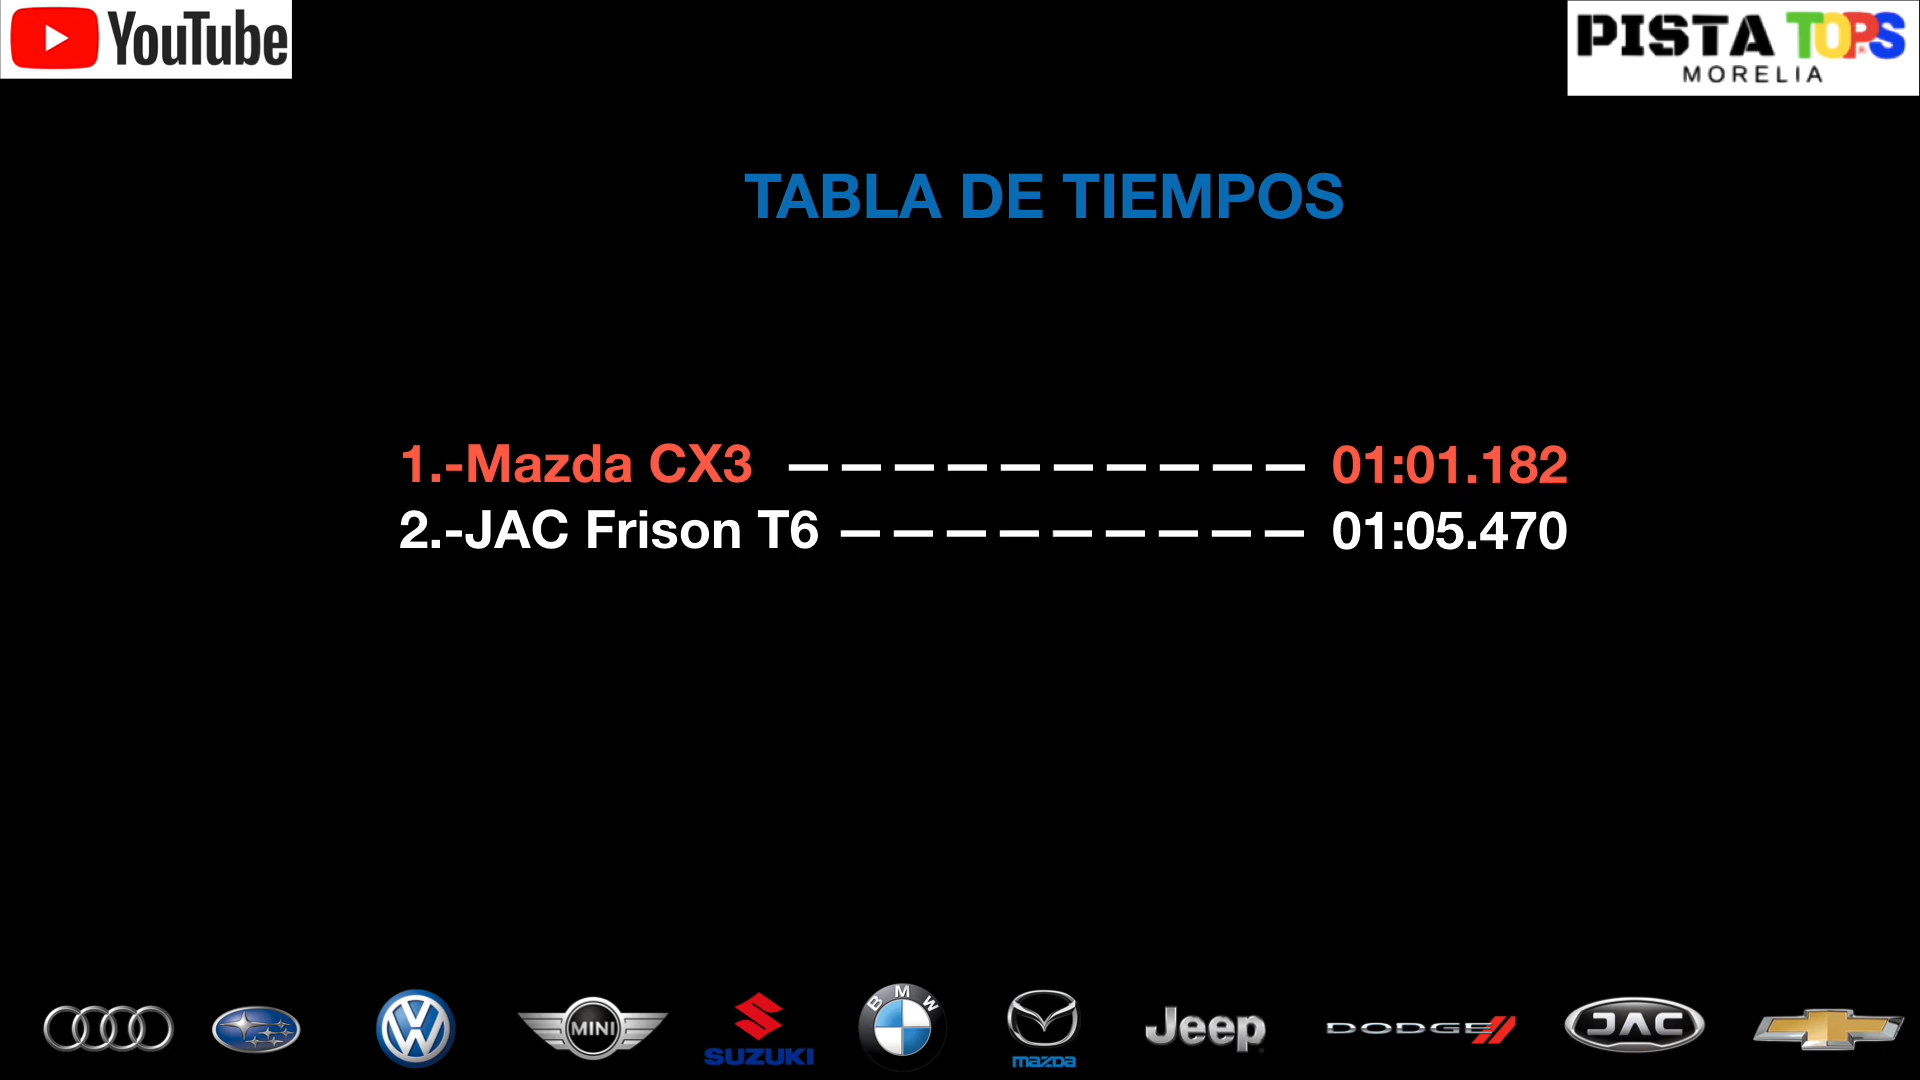 YouTube
PISTA TOPS
MORELIA
TABLA DE TIEMPOS
1.-Mazda CX3 ––––––––––– 01:01.182
2.-JAC Frison T6 ––––––––– 01:05.470
MINI
SUZUKI
BMW
mazda
Jeep
DODGE
JAC